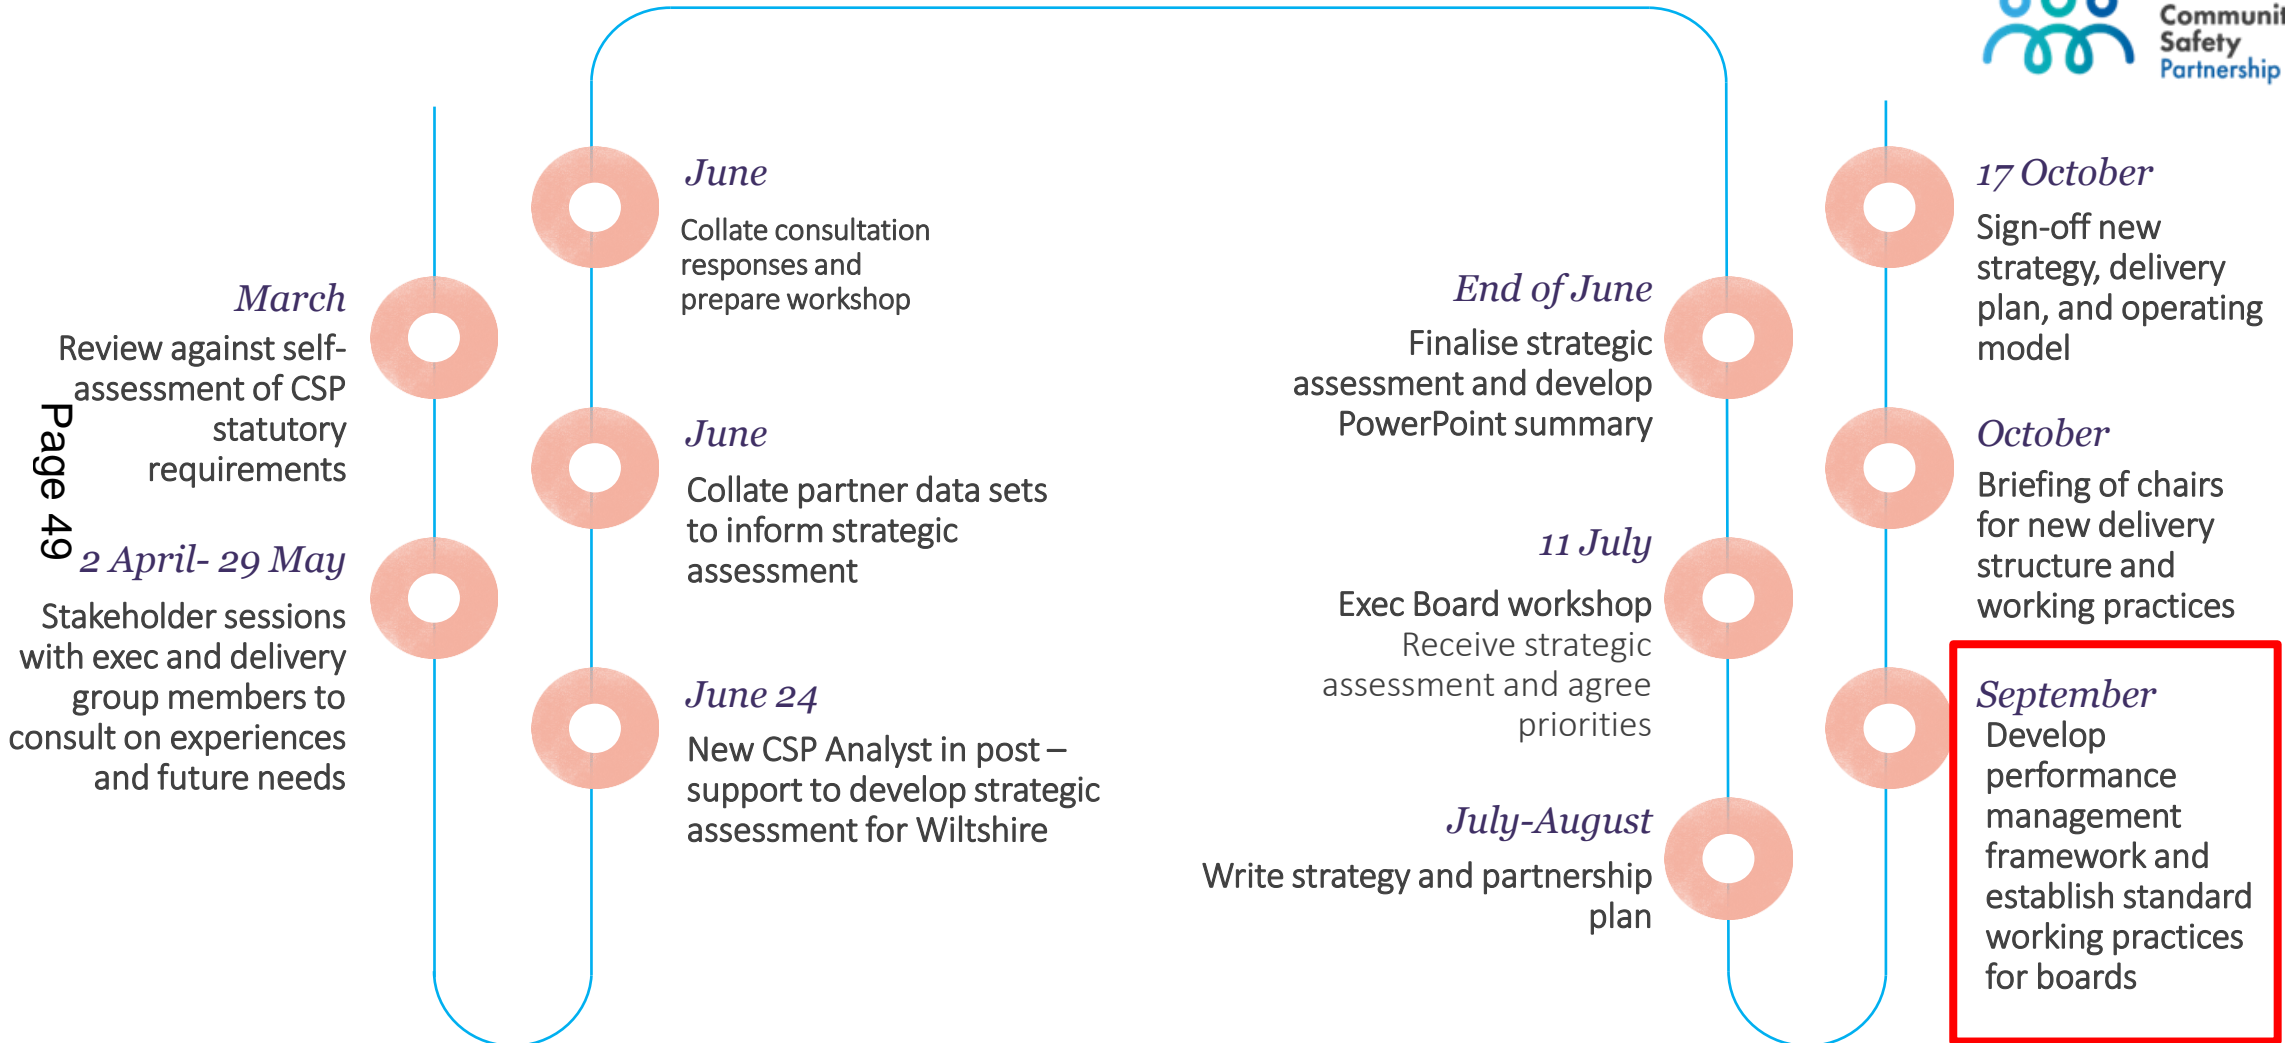 Communit
Safety
Partnership
March
Review against self-
assessment of CSP
statutory
requirements
Page 49
2 April- 29 May
Stakeholder sessions
with exec and delivery
group members to
consult on experiences
and future needs
June
Collate consultation
responses and
prepare workshop
June
Collate partner data sets
to inform strategic
assessment
June 24
New CSP Analyst in post –
support to develop strategic
assessment for Wiltshire
End of June
Finalise strategic
assessment and develop
PowerPoint summary
11 July
Exec Board workshop
Receive strategic
assessment and agree
priorities
July-August
Write strategy and partnership
plan
17 October
Sign-off new
strategy, delivery
plan, and operating
model
October
Briefing of chairs
for new delivery
structure and
working practices
September
Develop
performance
management
framework and
establish standard
working practices
for boards